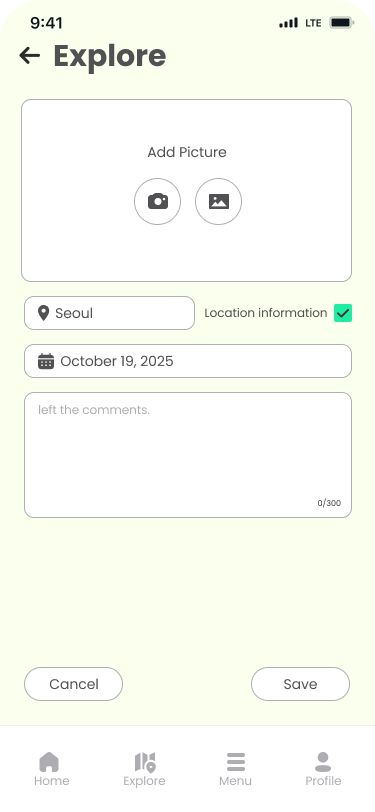 9:41 LTE
Explore
Add Picture
Seoul
Location information
October 19, 2025
left the comments.
0/300
Cancel
Save
Home
Explore
Menu
Profile